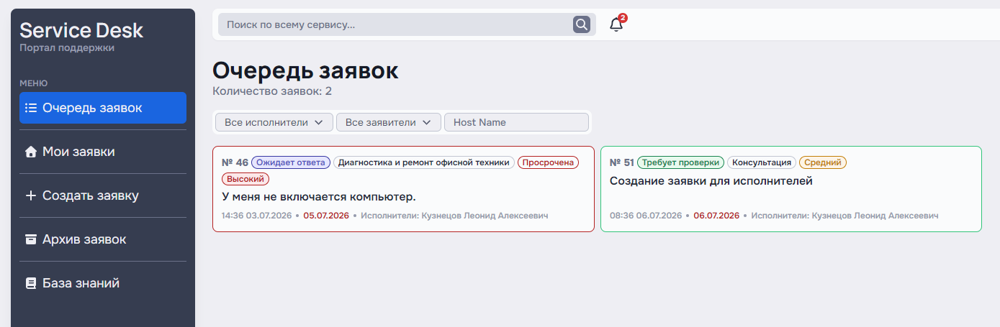 Service Desk
Портал поддержки
МЕНЮ
Очередь заявок
Мои заявки
Создать заявку
Архив заявок
База знаний
Поиск по всему сервису...
2
Очередь заявок
Количество заявок: 2
Все исполнители
Все заявители
Host Name
№ 46 Ожидает ответа Диагностика и ремонт офисной техники Просрочена
Высокий
У меня не включается компьютер.
14:36 03.07.2026 • 05.07.2026 • Исполнители: Кузнецов Леонид Алексеевич
№ 51 Требует проверки Консультация Средний
Создание заявки для исполнителей
08:36 06.07.2026 • 06.07.2026 • Исполнители: Кузнецов Леонид Алексеевич